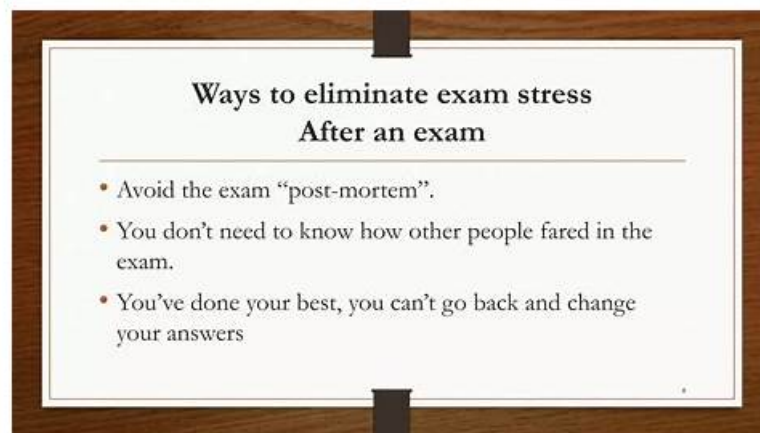 Ways to eliminate exam stress
After an exam
• Avoid the exam “post-mortem”.
• You don’t need to know how other people fared in the
exam.
• You’ve done your best, you can’t go back and change
your answers